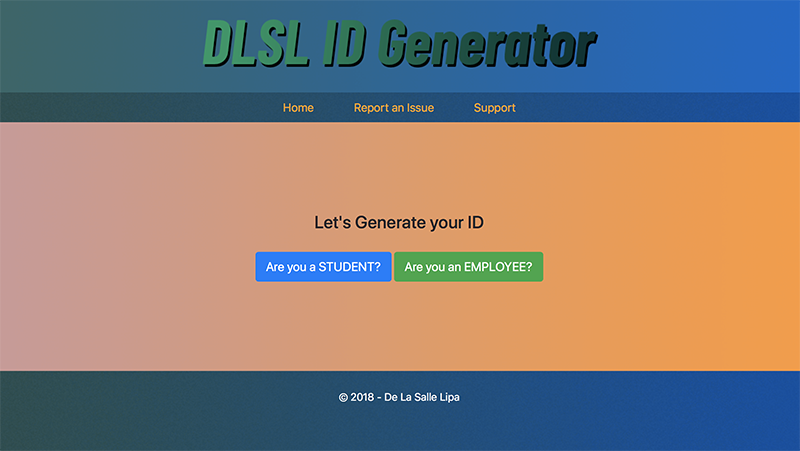 DLSL ID Generator
Home Report an Issue Support
Let's Generate your ID
Are you a STUDENT? Are you an EMPLOYEE?
© 2018 - De La Salle Lipa